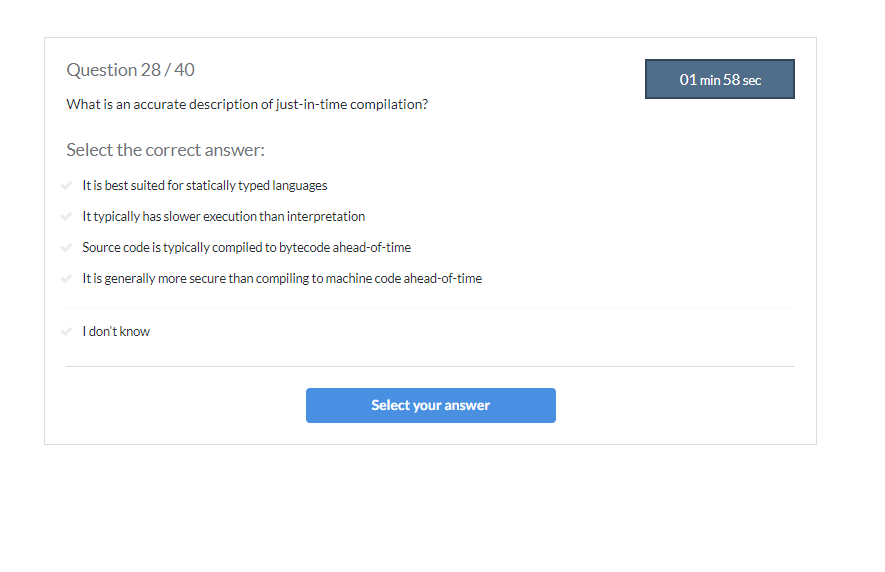 Question 28 / 40
01 min 58 sec
What is an accurate description of just-in-time compilation?
Select the correct answer:
It is best suited for statically typed languages
It typically has slower execution than interpretation
Source code is typically compiled to bytecode ahead-of-time
It is generally more secure than compiling to machine code ahead-of-time
I don't know
Select your answer